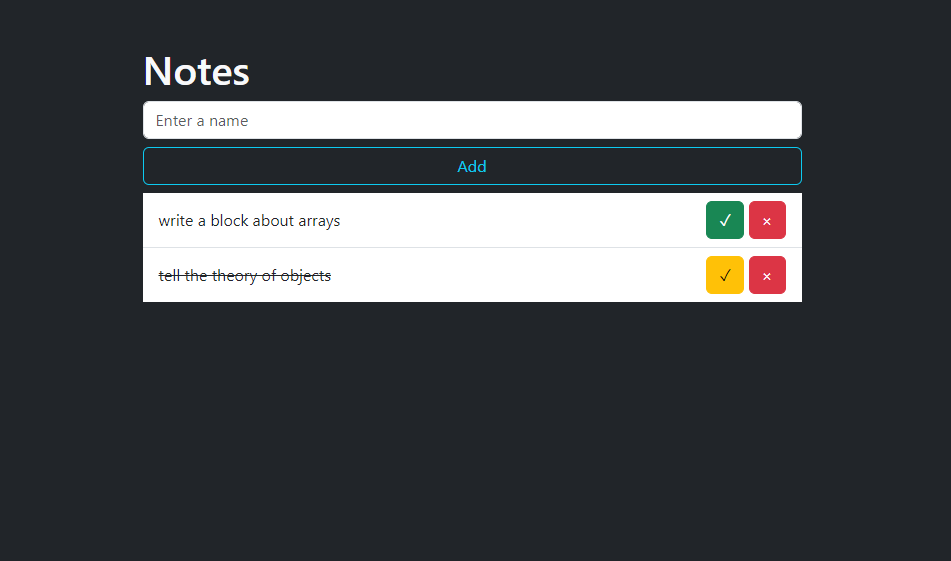 Notes
Enter a name
Add
write a block about arrays ✓ ×
tell the theory of objects ✓ ×